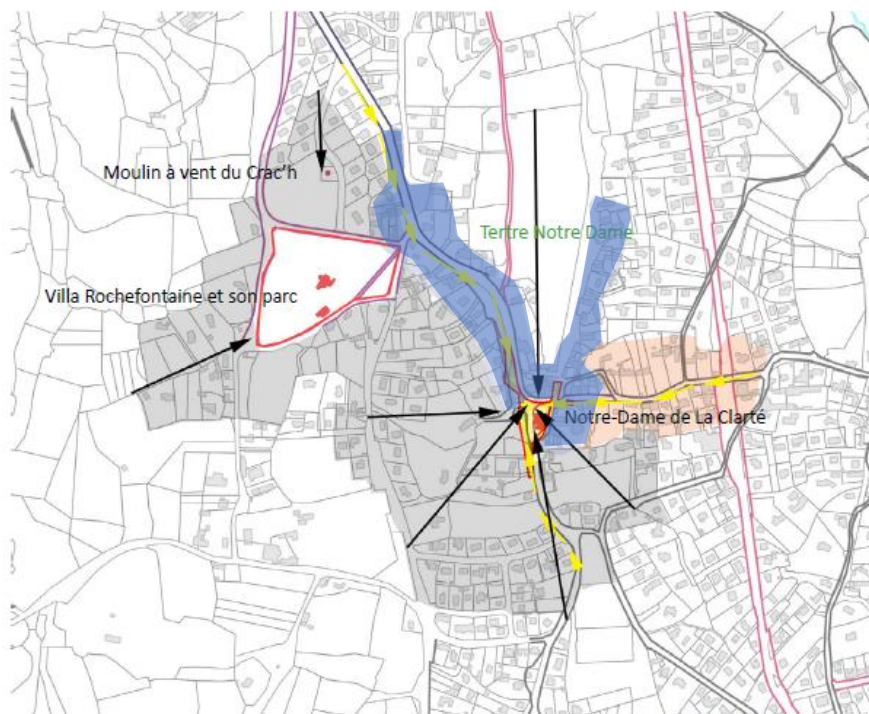 Moulin à vent du Crac’h
Tertre Notre Dame
Villa Rochefontaine et son parc
Notre-Dame de La Clarté